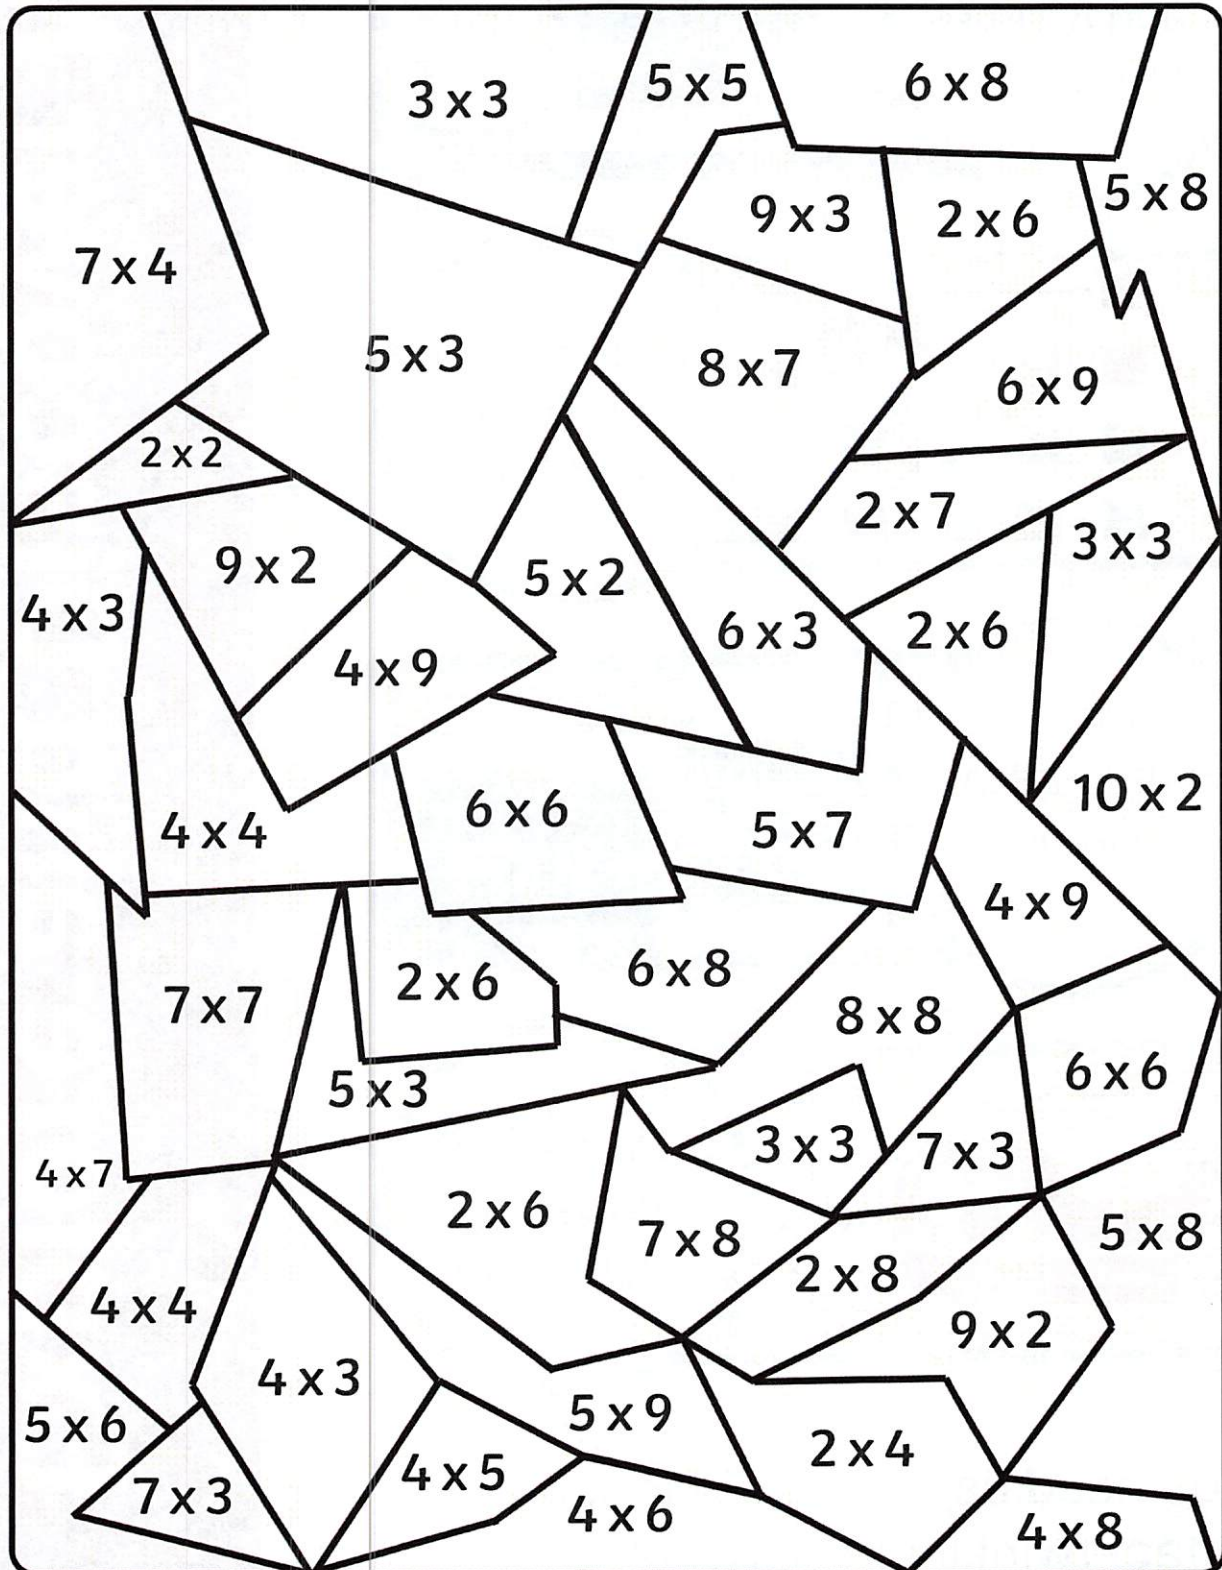 3 x 3
5 x 5
6 x 8
5 x 8
9 x 3
2 x 6
7 x 4
5 x 3
8 x 7
6 x 9
2 x 2
2 x 7
3 x 3
9 x 2
5 x 2
4 x 3
6 x 3
2 x 6
4 x 9
10 x 2
6 x 6
4 x 4
5 x 7
4 x 9
6 x 8
2 x 6
7 x 7
8 x 8
6 x 6
5 x 3
3 x 3
7 x 3
4 x 7
2 x 6
7 x 8
5 x 8
2 x 8
4 x 4
9 x 2
4 x 3
5 x 9
5 x 6
2 x 4
4 x 5
7 x 3
4 x 6
4 x 8